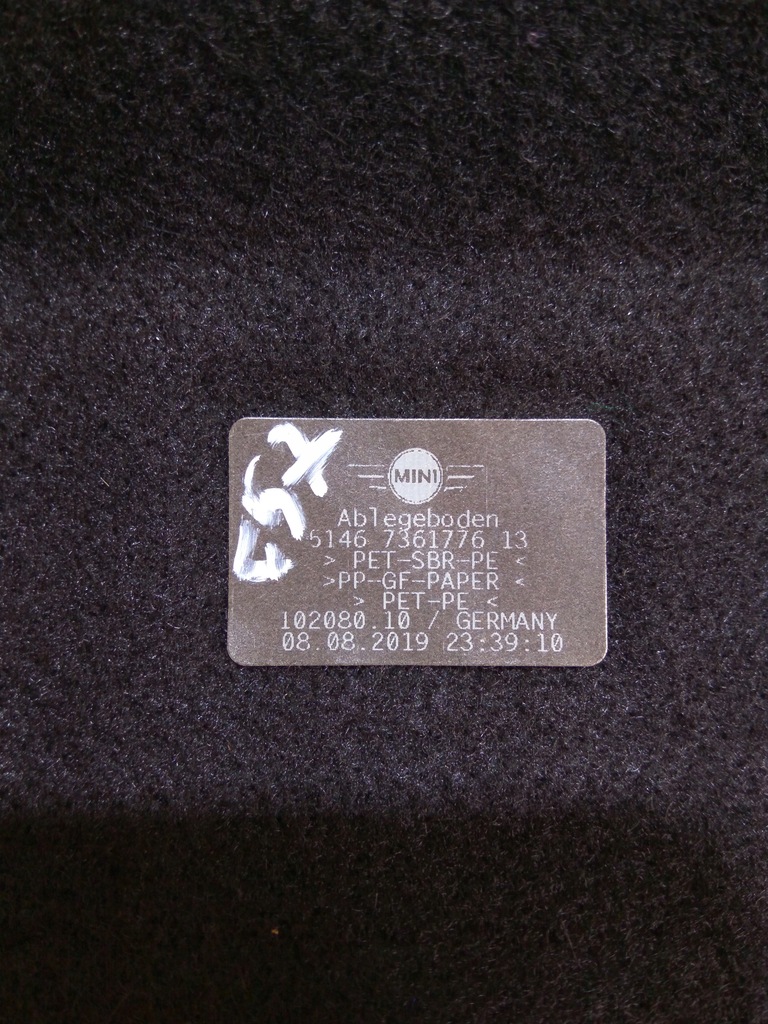 MINI
Ablegeboden
5146 7361776 13
> PET-SBR-PE <
>PP-GF-PAPER <
> PET-PE <
102080.10 / GERMANY
08.08.2019 23:39:10